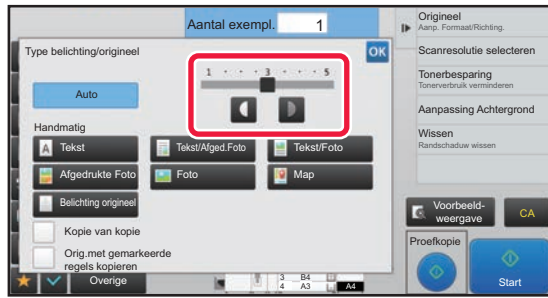 Aantal exempl. 1
Type belichting/origineel
OK
1 · · · 3 · · · 5
Auto
Handmatig
A Tekst
Tekst/Afged.Foto
Tekst/Foto
Afgedrukte Foto
Foto
Map
Belichting origineel
Kopie van kopie
Orig.met gemarkeerde
regels kopiëren
Overige
3 B4
4 A3
A4
Origineel
Aanp. Formaat/Richting.
Scanresolutie selecteren
Tonerbesparing
Tonerverbruik verminderen
Aanpassing Achtergrond
Wissen
Randschaduw wissen
Voorbeeld-
weergave
CA
Proefkopie
Start